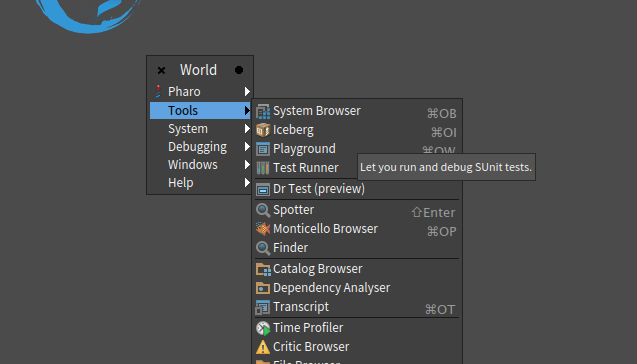 World
Pharo
Tools
System
Debugging
Windows
Help
System Browser ⌘OB
Iceberg ⌘OI
Playground ⌘OW
Test Runner
Let you run and debug SUnit tests.
Dr Test (preview)
Spotter ⇧Enter
Monticello Browser ⌘OP
Finder
Catalog Browser
Dependency Analyser
Transcript ⌘OT
Time Profiler
Critic Browser
File Browser